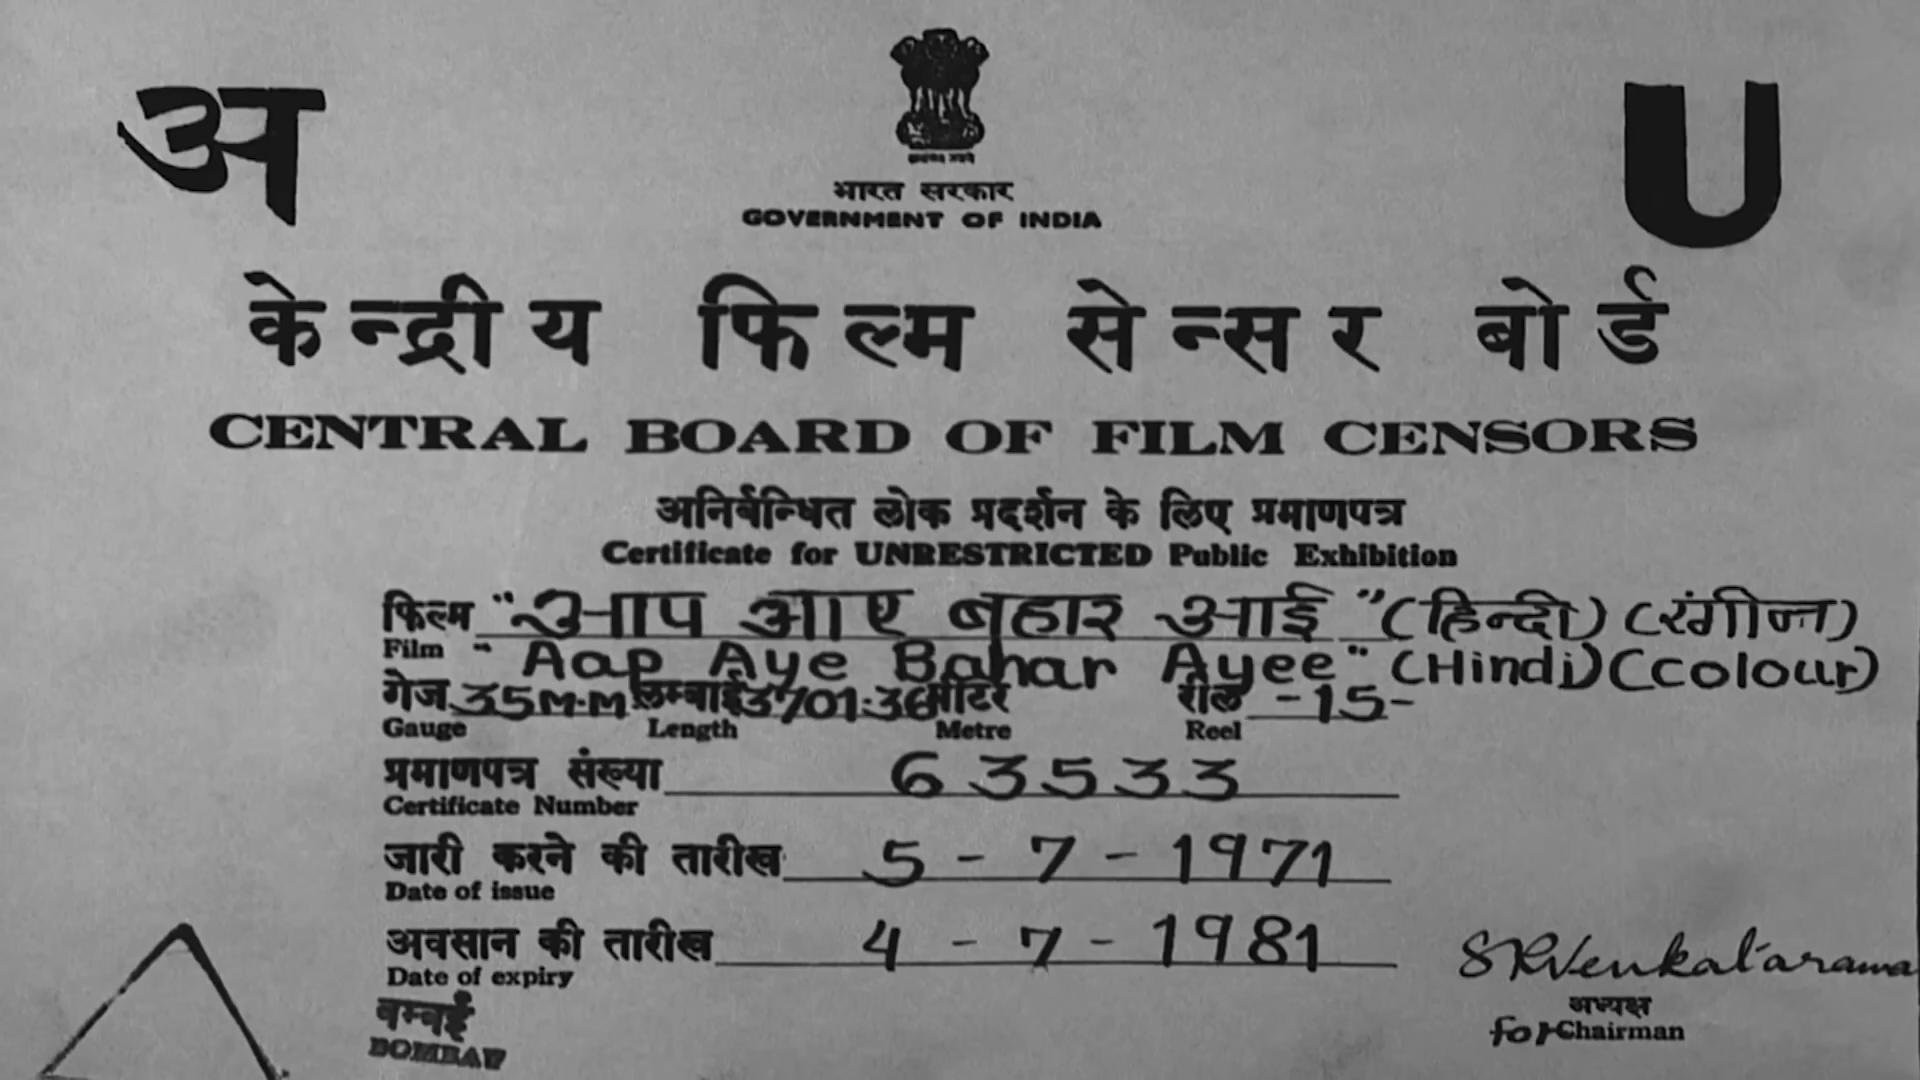 अ
U
भारत सरकार
GOVERNMENT OF INDIA
केन्द्रीय फिल्म सेन्सर बोर्ड
CENTRAL BOARD OF FILM CENSORS
अनिर्बन्धित लोक प्रदर्शन के लिए प्रमाणपत्र
Certificate for UNRESTRICTED Public Exhibition
फिल्म "आप आए बहार आई" (हिन्दी) (रंगीन)
Film "Aap Aye Bahar Ayee" (Hindi) (Colour)
गेज 35 M.M लम्बाई 3701.36 मीटर रील -15-
Gauge Length Metre Reel
प्रमाणपत्र संख्या 63533
Certificate Number
जारी करने की तारीख 5-7-1971
Date of issue
अवसान की तारीख 4-7-1981
Date of expiry
बम्बई
BOMBAY
अध्यक्ष
for Chairman